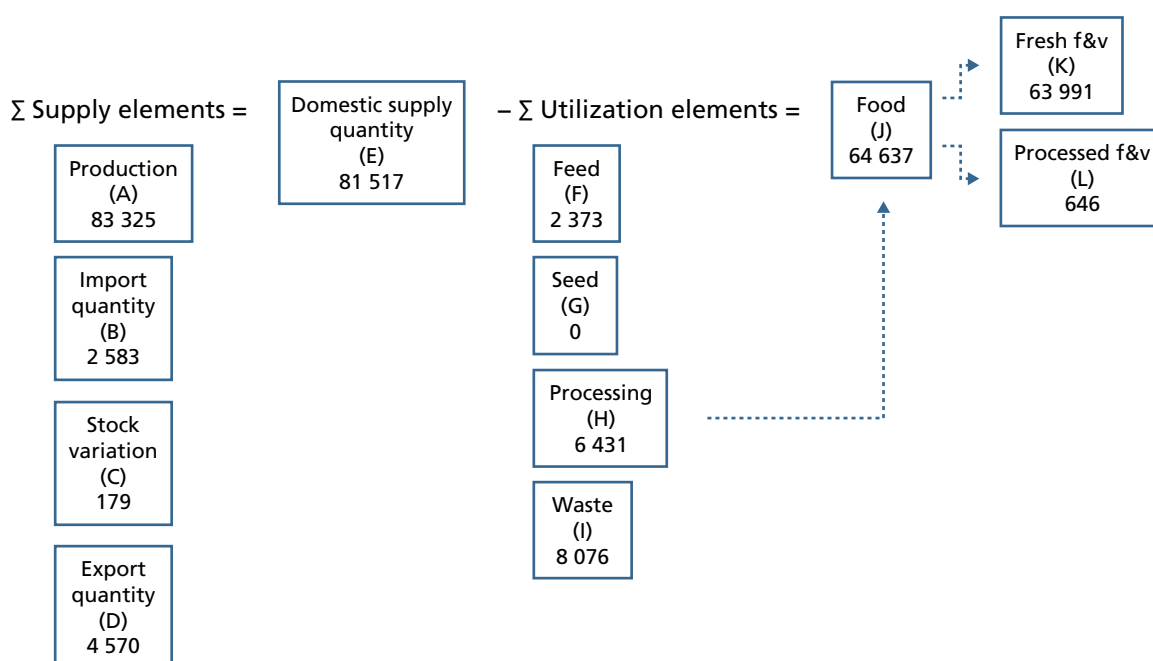 ∑ Supply elements =
Production
(A)
83 325
Import
quantity
(B)
2 583
Stock
variation
(C)
179
Export
quantity
(D)
4 570
Domestic supply
quantity
(E)
81 517
– ∑ Utilization elements =
Feed
(F)
2 373
Seed
(G)
0
Processing
(H)
6 431
Waste
(I)
8 076
Food
(J)
64 637
Fresh f&v
(K)
63 991
Processed f&v
(L)
646